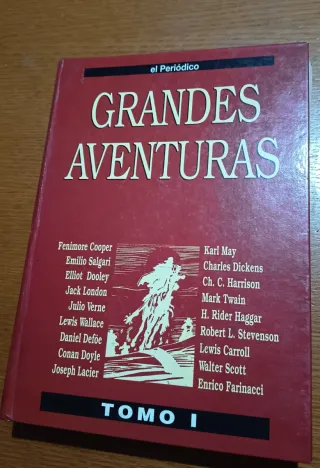 el Periódico
GRANDES
AVENTURAS
Fenimore Cooper
Emilio Salgari
Elliot Dooley
Jack London
Julio Verne
Lewis Wallace
Daniel Defoe
Conan Doyle
Joseph Lacier
Karl May
Charles Dickens
Ch. C. Harrison
Mark Twain
H. Rider Haggar
Robert L. Stevenson
Lewis Carroll
Walter Scott
Enrico Farinacci
TOMO I